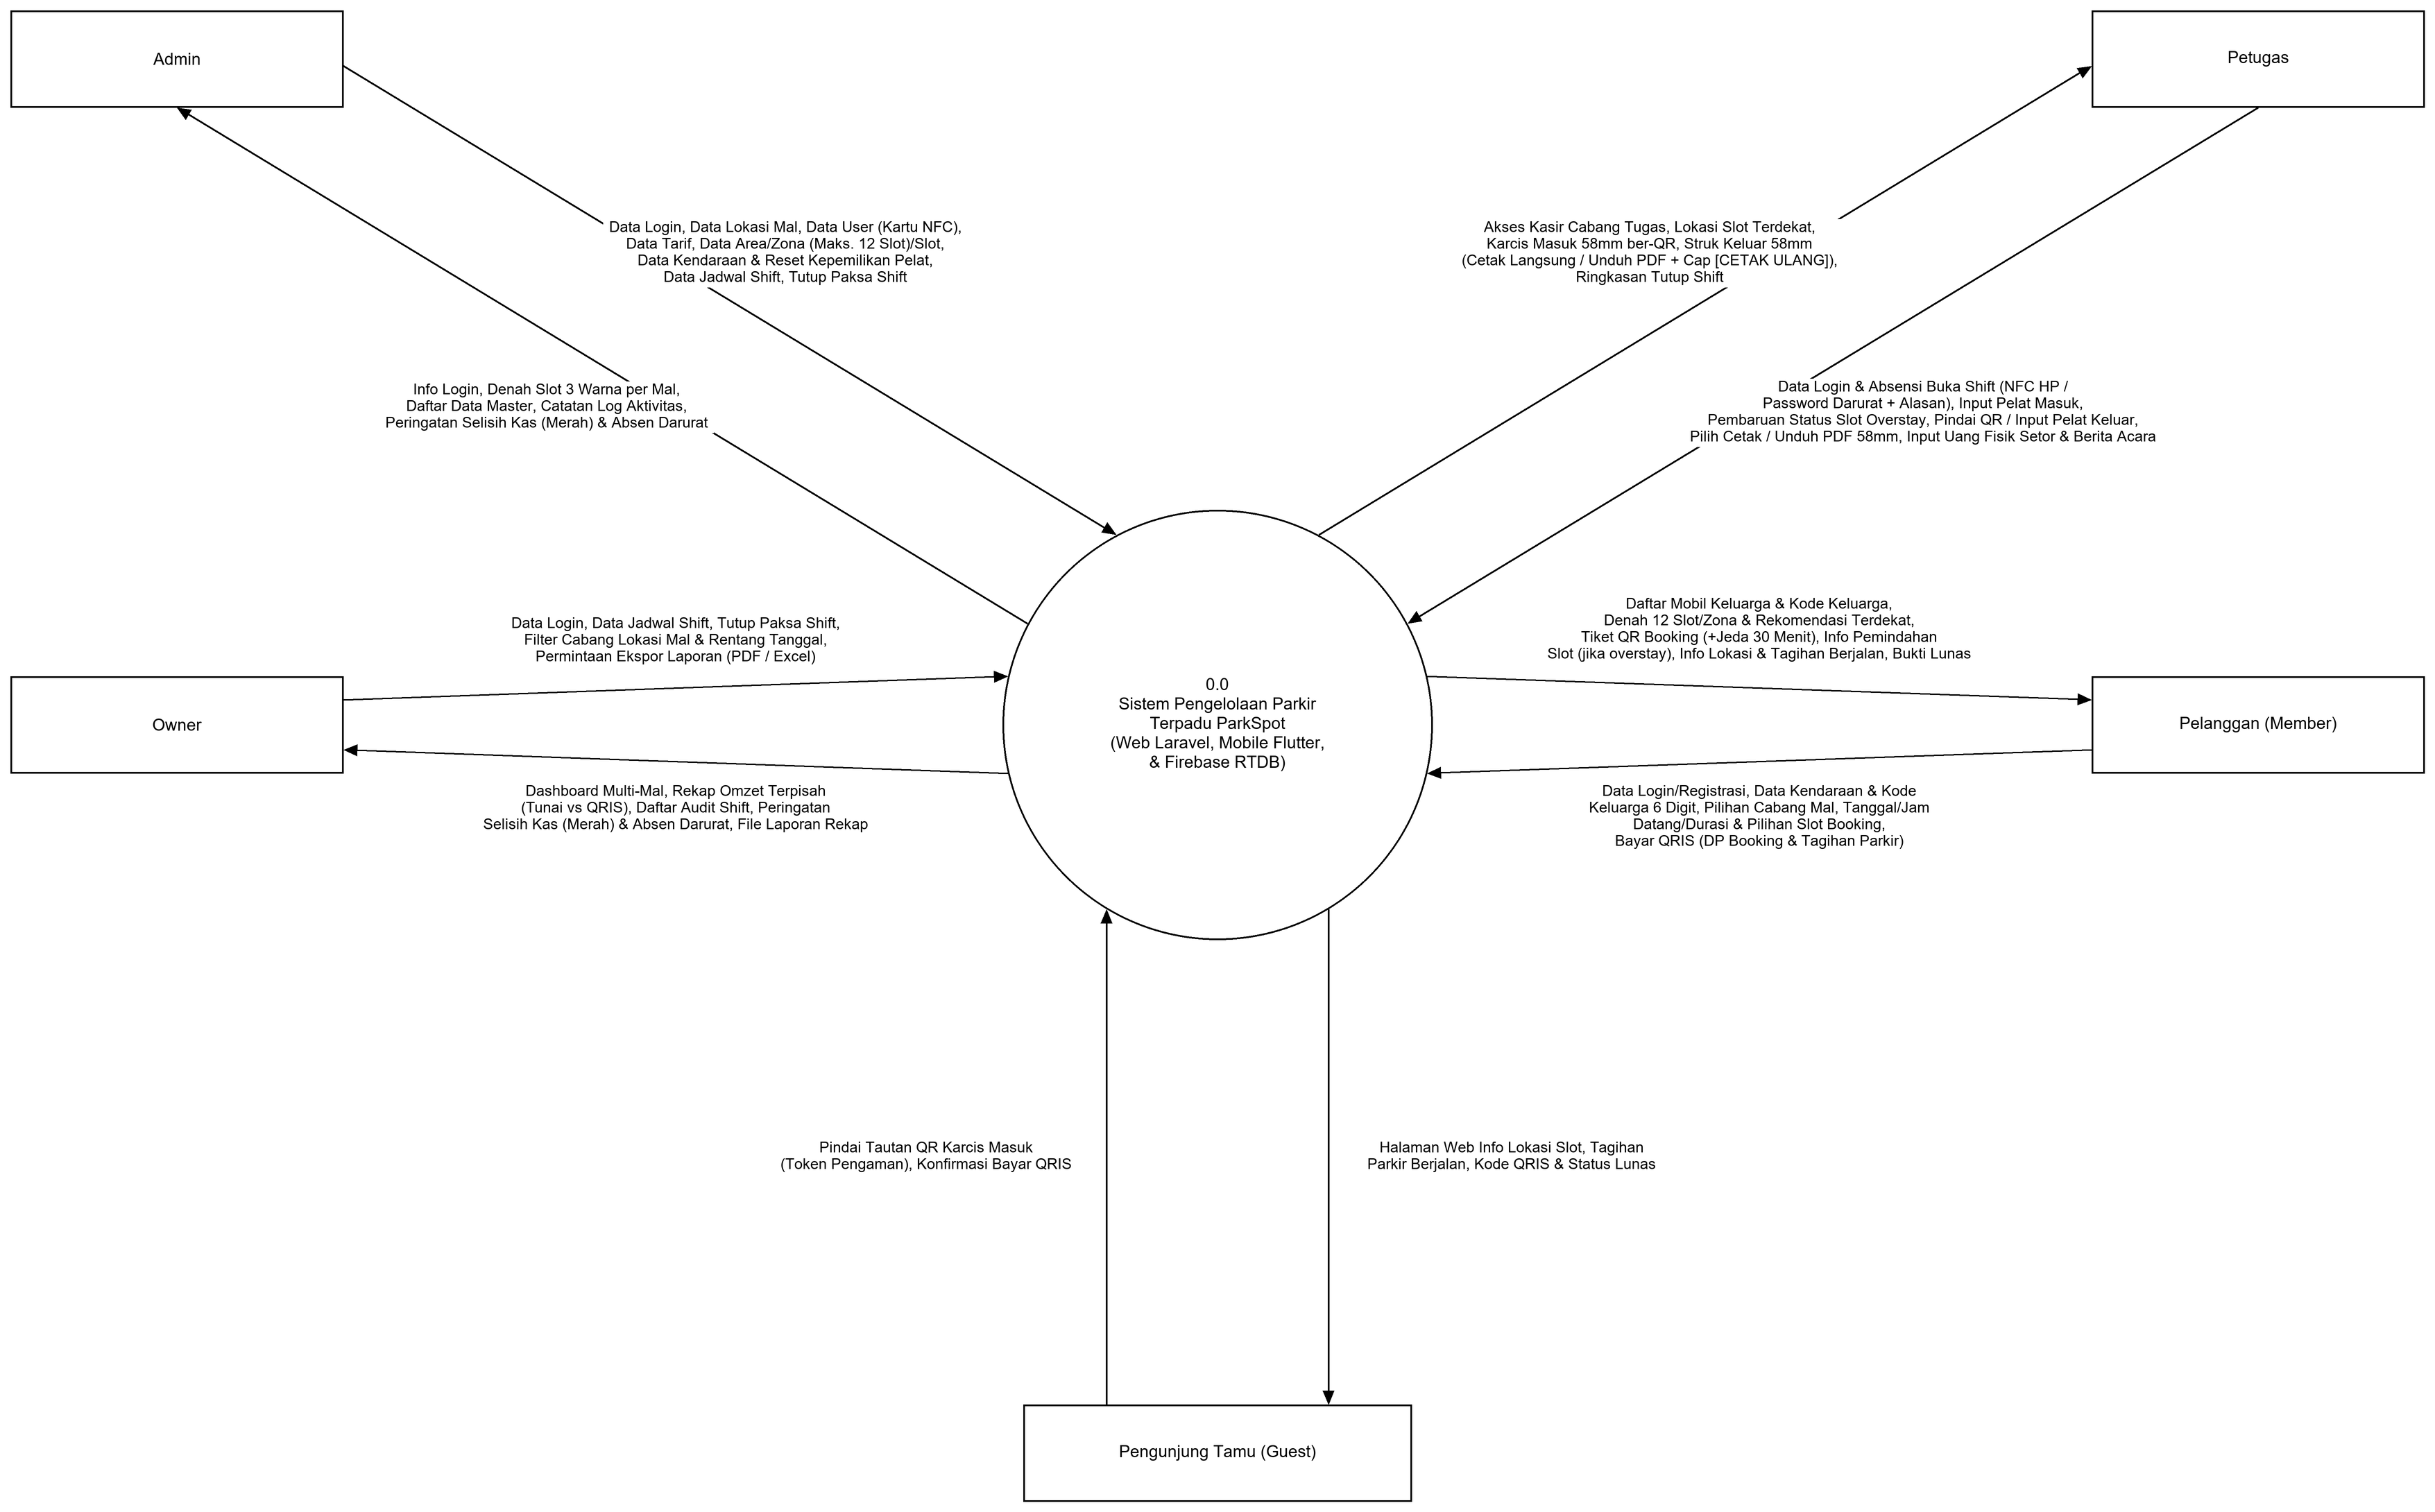 Admin
Petugas
Data Login, Data Lokasi Mal, Data User (Kartu NFC),
Data Tarif, Data Area/Zona (Maks. 12 Slot)/Slot,
Data Kendaraan & Reset Kepemilikan Pelat,
Data Jadwal Shift, Tutup Paksa Shift
Akses Kasir Cabang Tugas, Lokasi Slot Terdekat,
Karcis Masuk 58mm ber-QR, Struk Keluar 58mm
(Cetak Langsung / Unduh PDF + Cap [CETAK ULANG]),
Ringkasan Tutup Shift
Info Login, Denah Slot 3 Warna per Mal,
Daftar Data Master, Catatan Log Aktivitas,
Peringatan Selisih Kas (Merah) & Absen Darurat
Data Login & Absensi Buka Shift (NFC HP /
Password Darurat + Alasan), Input Pelat Masuk,
Pembaruan Status Slot Overstay, Pindai QR / Input Pelat Keluar,
Pilih Cetak / Unduh PDF 58mm, Input Uang Fisik Setor & Berita Acara
Data Login, Data Jadwal Shift, Tutup Paksa Shift,
Filter Cabang Lokasi Mal & Rentang Tanggal,
Permintaan Ekspor Laporan (PDF / Excel)
Daftar Mobil Keluarga & Kode Keluarga,
Denah 12 Slot/Zona & Rekomendasi Terdekat,
Tiket QR Booking (+Jeda 30 Menit), Info Pemindahan
Slot (jika overstay), Info Lokasi & Tagihan Berjalan, Bukti Lunas
Owner
0.0
Sistem Pengelolaan Parkir
Terpadu ParkSpot
(Web Laravel, Mobile Flutter,
& Firebase RTDB)
Pelanggan (Member)
Dashboard Multi-Mal, Rekap Omzet Terpisah
(Tunai vs QRIS), Daftar Audit Shift, Peringatan
Selisih Kas (Merah) & Absen Darurat, File Laporan Rekap
Data Login/Registrasi, Data Kendaraan & Kode
Keluarga 6 Digit, Pilihan Cabang Mal, Tanggal/Jam
Datang/Durasi & Pilihan Slot Booking,
Bayar QRIS (DP Booking & Tagihan Parkir)
Pindai Tautan QR Karcis Masuk
(Token Pengaman), Konfirmasi Bayar QRIS
Halaman Web Info Lokasi Slot, Tagihan
Parkir Berjalan, Kode QRIS & Status Lunas
Pengunjung Tamu (Guest)